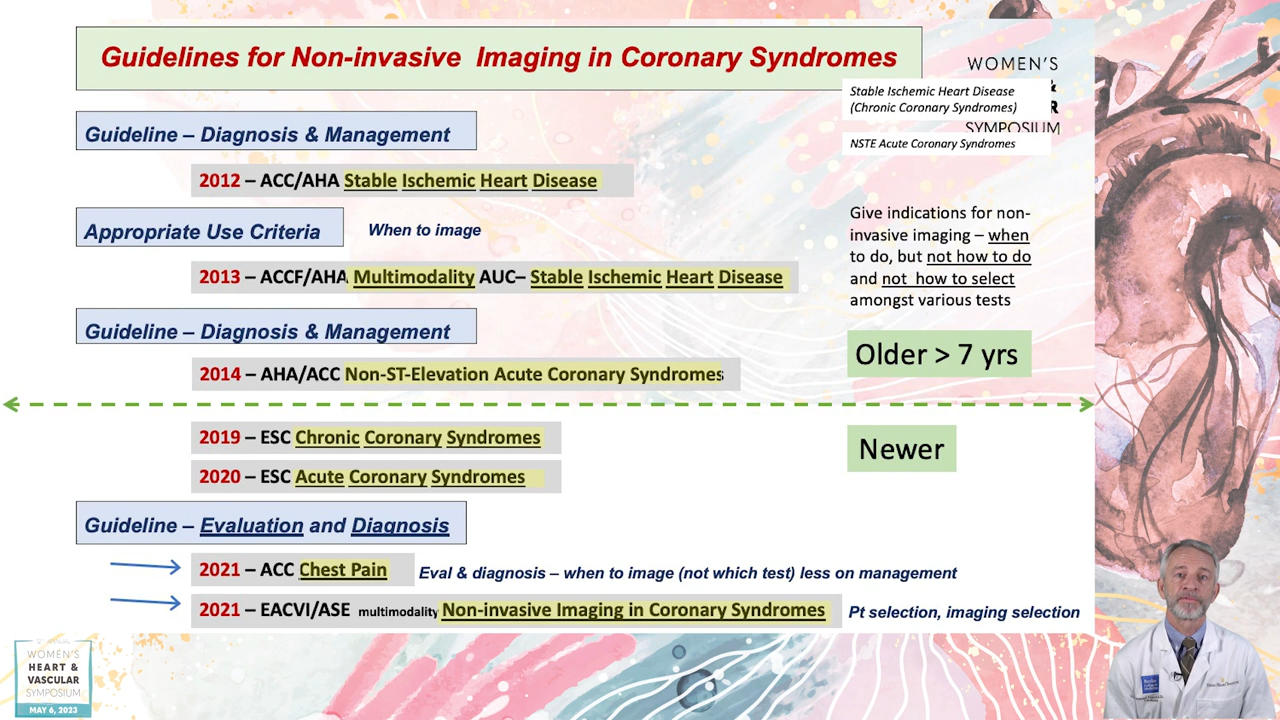 Guidelines for Non-invasive Imaging in Coronary Syndromes
WOMEN'S
&
R
SYMPOSIUM
Stable Ischemic Heart Disease
(Chronic Coronary Syndromes)
NSTE Acute Coronary Syndromes
Guideline – Diagnosis & Management
2012 – ACC/AHA Stable Ischemic Heart Disease
Appropriate Use Criteria
When to image
2013 – ACCF/AHA Multimodality AUC– Stable Ischemic Heart Disease
Give indications for non-
invasive imaging – when
to do, but not how to do
and not how to select
amongst various tests
Guideline – Diagnosis & Management
2014 – AHA/ACC Non-ST-Elevation Acute Coronary Syndromes
Older > 7 yrs
2019 – ESC Chronic Coronary Syndromes
Newer
2020 – ESC Acute Coronary Syndromes
Guideline – Evaluation and Diagnosis
2021 – ACC Chest Pain
Eval & diagnosis – when to image (not which test) less on management
2021 – EACVI/ASE multimodality Non-invasive Imaging in Coronary Syndromes
Pt selection, imaging selection
WOMEN'S
HEART &
VASCULAR
SYMPOSIUM
MAY 6, 2023